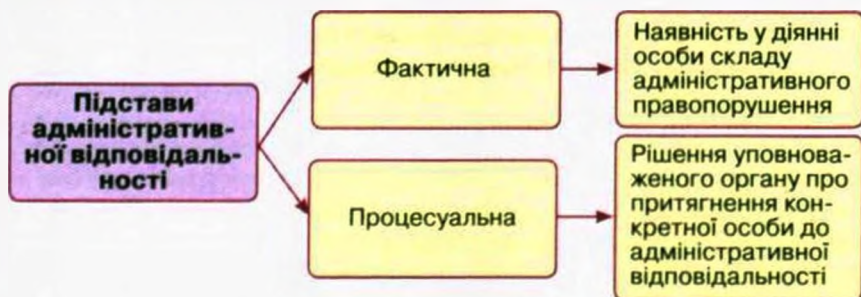 Підстави
адміністратив-
ної відповідаль-
ності
Фактична
Наявність у діянні
особи складу
адміністративного
правопорушення
Процесуальна
Рішення уповнова-
женого органу про
притягнення кон-
кретної особи до
адміністративної
відповідальності